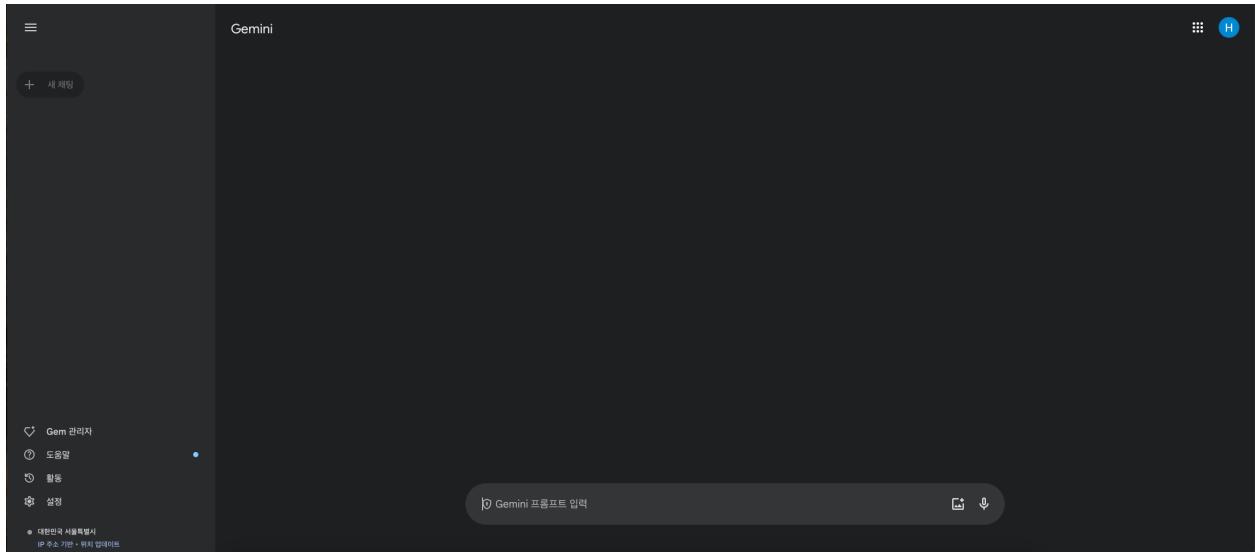 Gemini
H
새 채팅
Gem 관리자
도움말
활동
설정
대한민국 서울특별시
IP 주소 기반 • 위치 업데이트
Gemini 프롬프트 입력